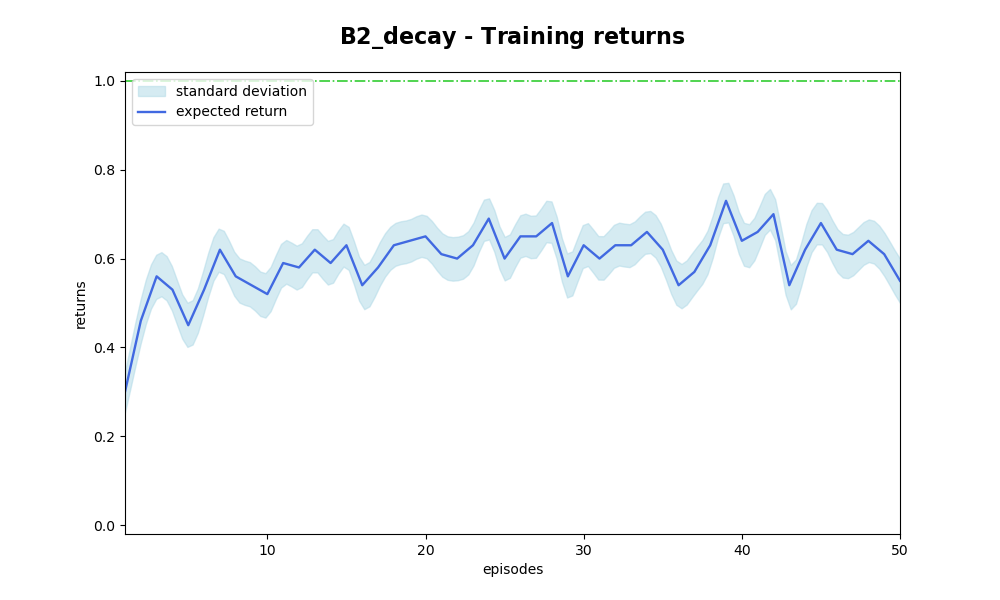 B2_decay - Training returns
1.0
standard deviation
expected return
0.8
0.6
0.4
0.2
0.0
returns
10
20
30
40
50
episodes